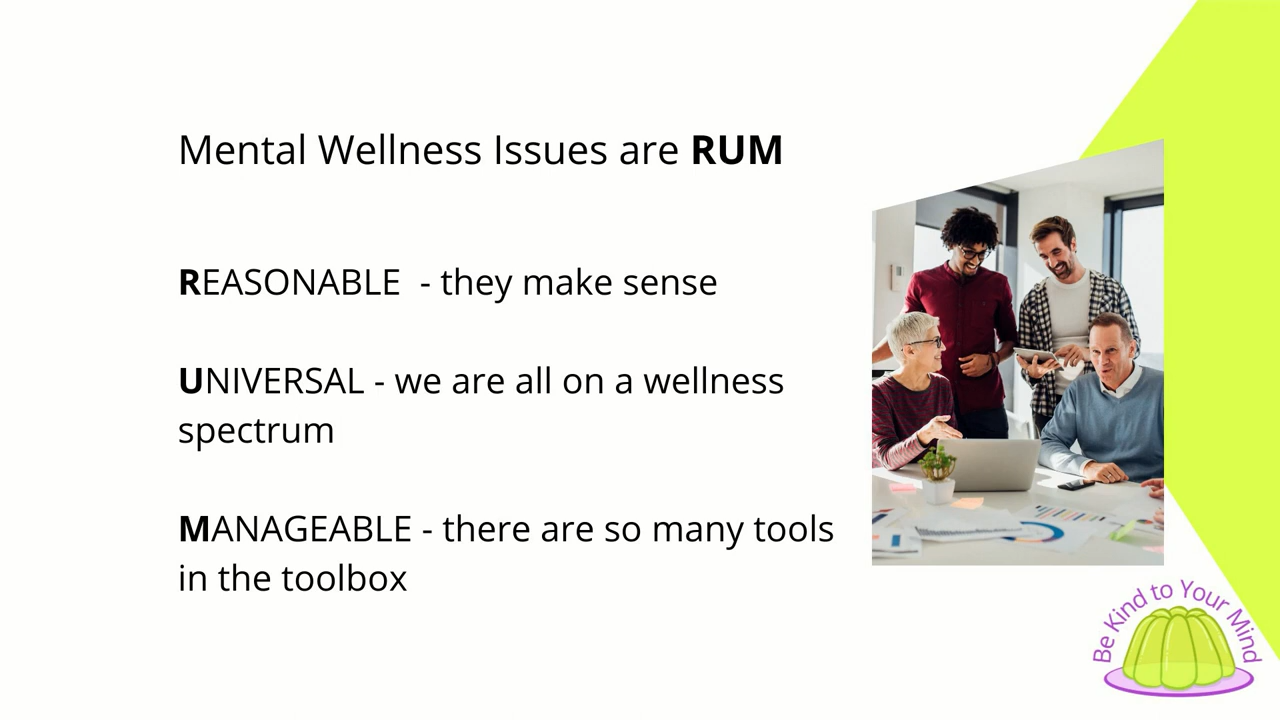 Mental Wellness Issues are RUM
REASONABLE - they make sense
UNIVERSAL - we are all on a wellness
spectrum
MANAGEABLE - there are so many tools
in the toolbox
Be Kind to Your Mind